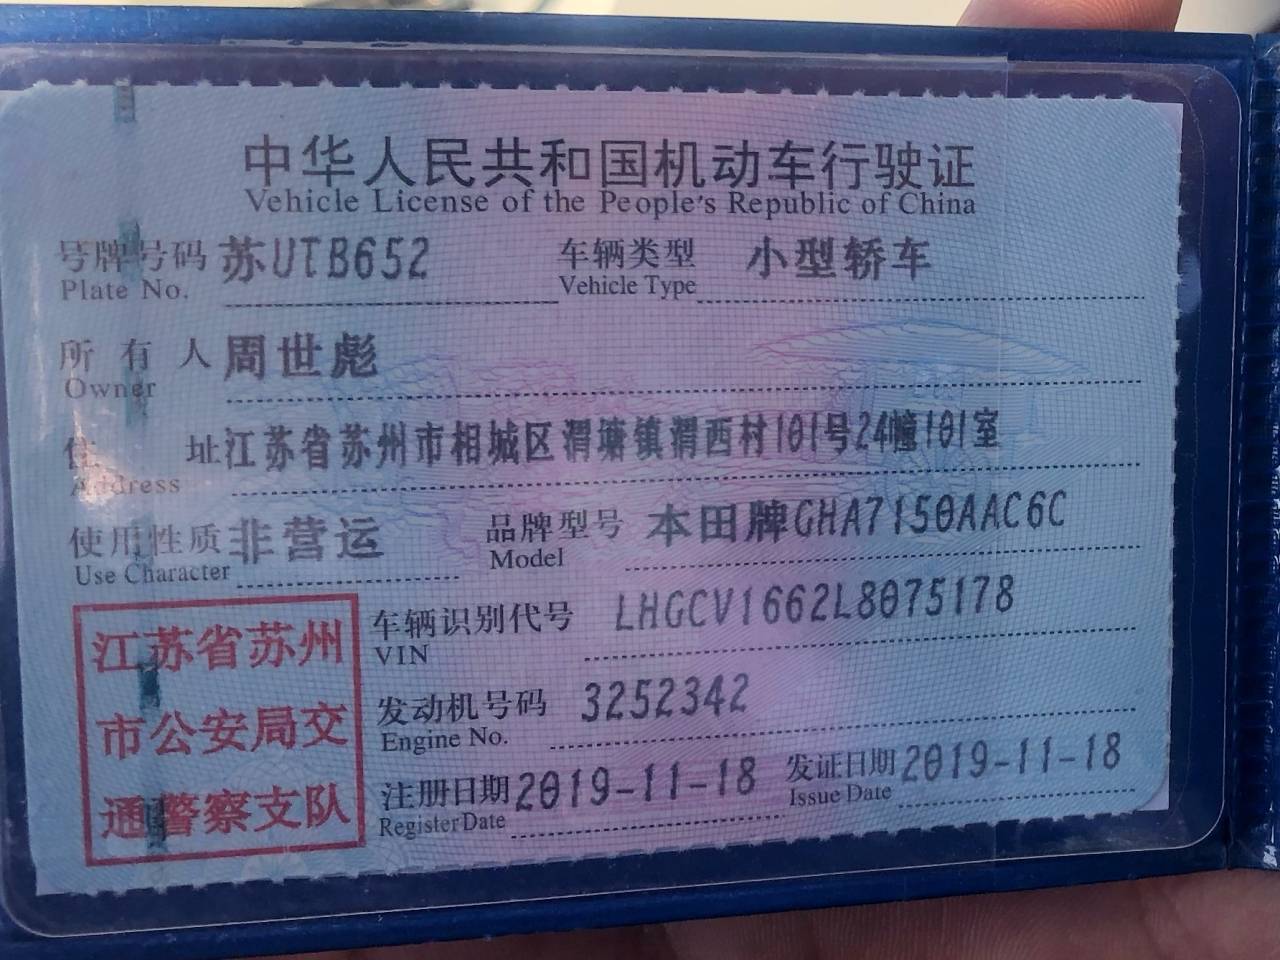 中华人民共和国机动车行驶证
Vehicle License of the People's Republic of China
号牌号码 苏UTB652 车辆类型 小型轿车
Plate No. Vehicle Type
所有人 周世彪
Owner
住址 江苏省苏州市相城区渭塘镇渭西村101号24幢101室
Address
使用性质 非营运 品牌型号 本田牌GHA7150AAC6C
Use Character Model
江苏省苏州
市公安局交
通警察支队
车辆识别代号 LHGCV1662L8075178
VIN
发动机号码 3252342
Engine No.
注册日期 2019-11-18 发证日期 2019-11-18
Register Date Issue Date